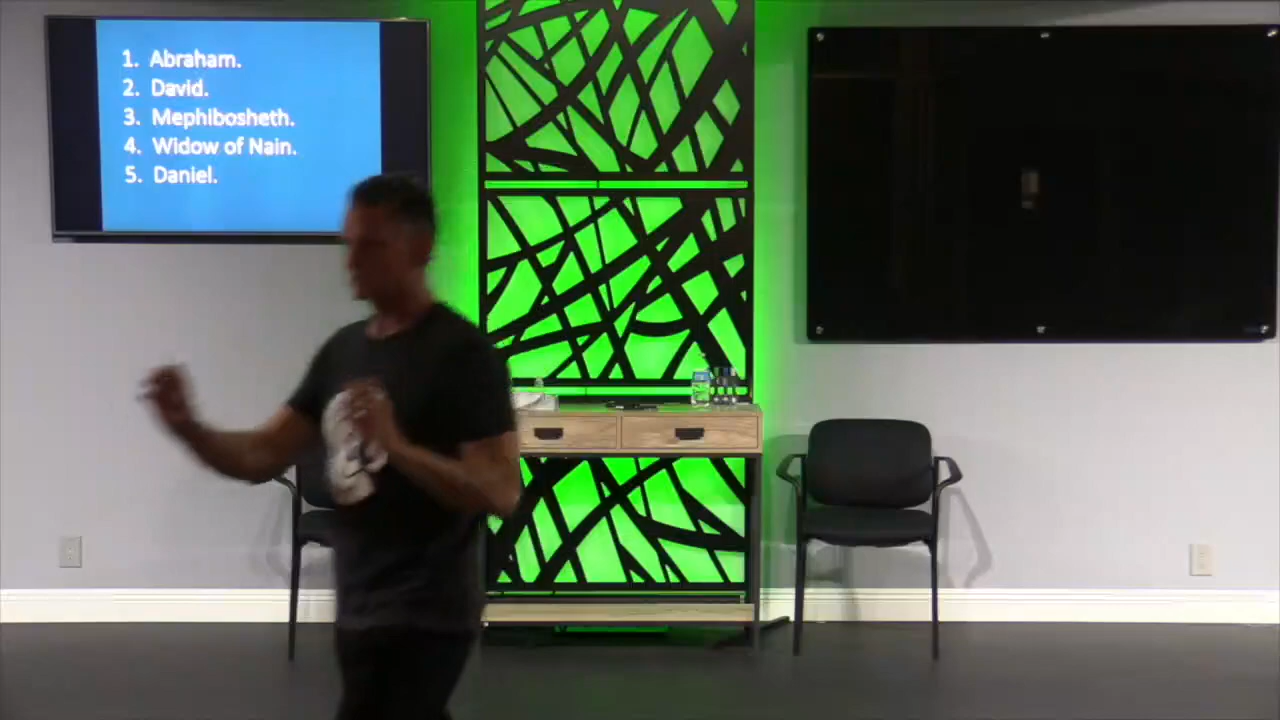 1. Abraham.
2. David.
3. Mephibosheth.
4. Widow of Nain.
5. Daniel.